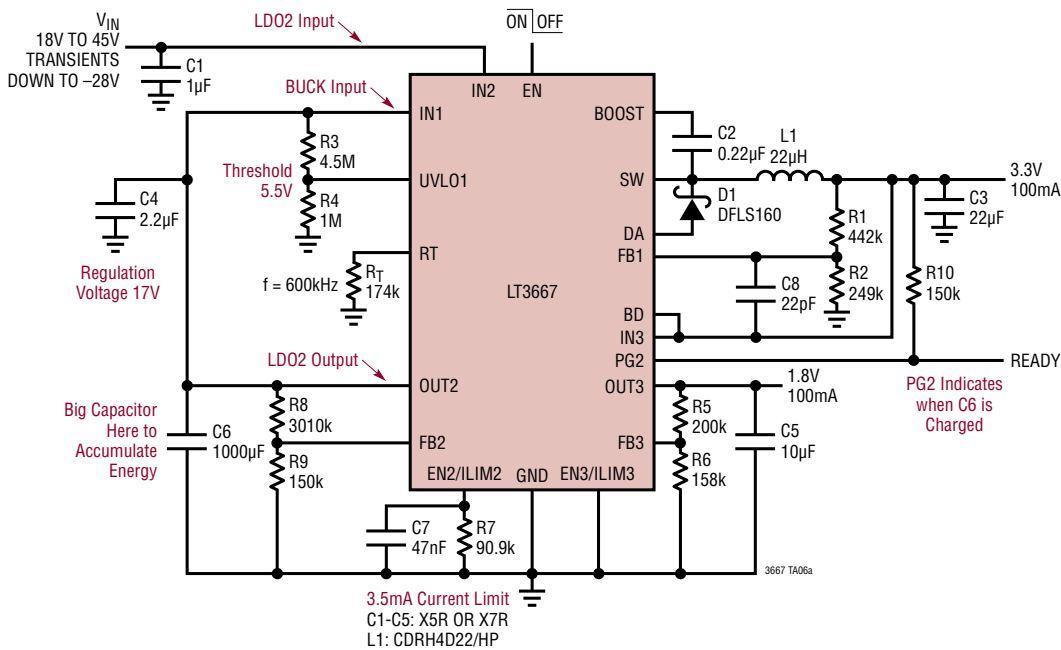 V_IN
18V TO 45V
TRANSIENTS
DOWN TO –28V
LDO2 Input
ON OFF
C1
1µF
BUCK Input
IN2
EN
IN1
BOOST
R3
4.5M
C2
0.22µF
L1
22µH
Threshold
5.5V
UVLO1
SW
3.3V
100mA
C4
2.2µF
R4
1M
D1
DFLS160
C3
22µF
DA
R1
442k
RT
FB1
Regulation
Voltage 17V
f = 600kHz
R_T
174k
LT3667
C8
22pF
R2
249k
R10
150k
BD
IN3
PG2
READY
LDO2 Output
OUT2
OUT3
1.8V
100mA
PG2 Indicates
when C6 is
Charged
Big Capacitor
Here to
Accumulate
Energy
C6
1000µF
R8
3010k
FB2
R9
150k
R5
200k
FB3
R6
158k
C5
10µF
EN2/ILIM2
GND
EN3/ILIM3
C7
47nF
R7
90.9k
3667 TA06a
3.5mA Current Limit
C1-C5: X5R OR X7R
L1: CDRH4D22/HP